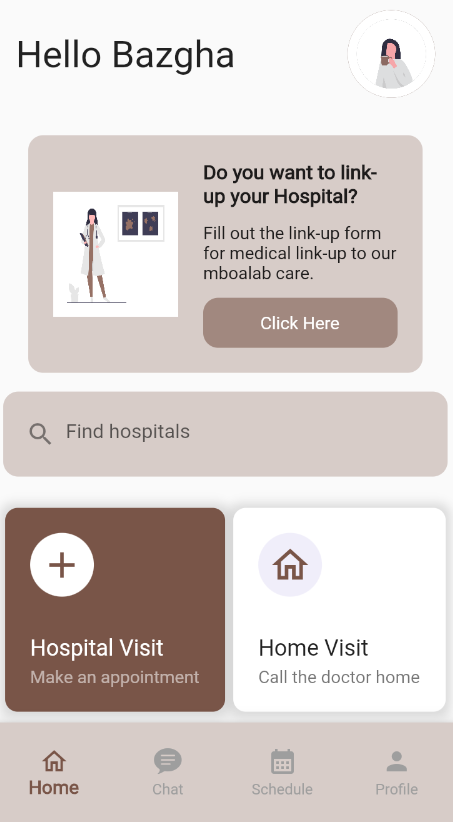 Hello Bazgha
Do you want to link-
up your Hospital?
Fill out the link-up form
for medical link-up to our
mboalab care.
Click Here
Find hospitals
Hospital Visit
Make an appointment
Home Visit
Call the doctor home
Home
Chat
Schedule
Profile